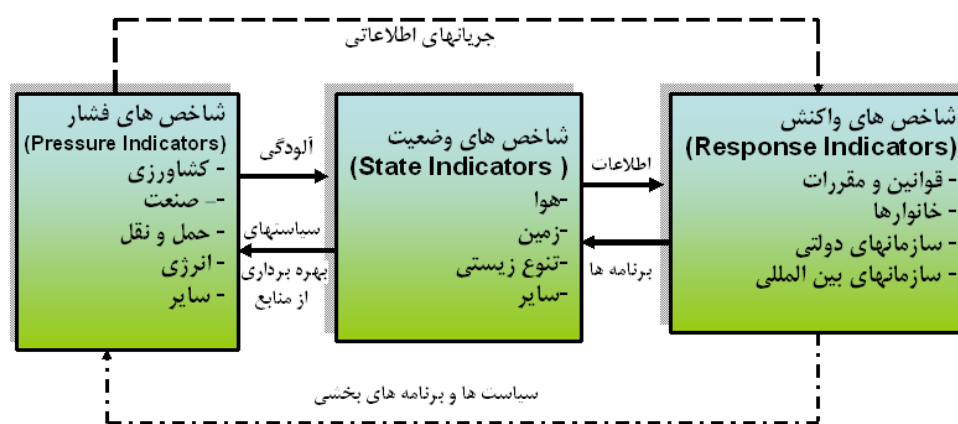 جریانهای اطلاعاتی
شاخص های فشار
(Pressure Indicators)
- کشاورزی
-- صنعت
- حمل و نقل
- انرژی
- سایر
آلودگی
سیاستهای
بهره برداری
از منابع
شاخص های وضعیت
(State Indicators )
-هوا
-زمین
-تنوع زیستی
-سایر
اطلاعات
برنامه ها
شاخص های واکنش
(Response Indicators)
- قوانین و مقررات
- خانوارها
- سازمانهای دولتی
- سازمانهای بین المللی
سیاست ها و برنامه های بخشی